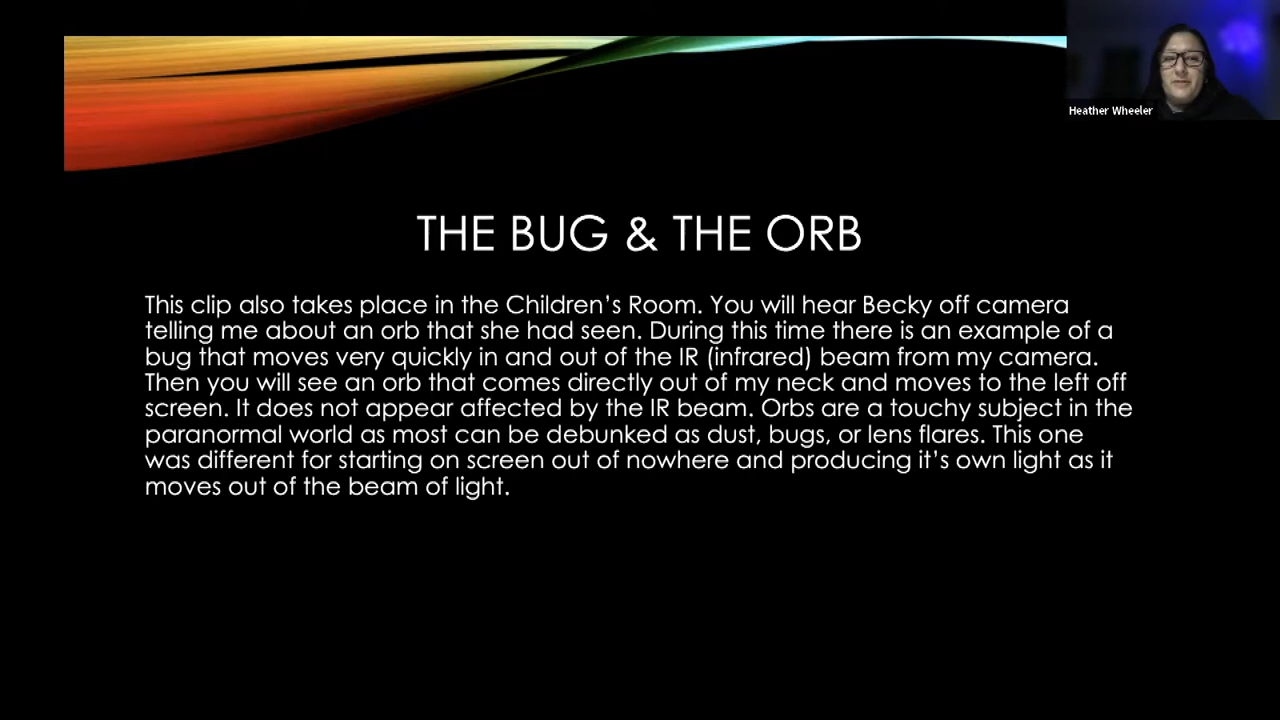 Heather Wheeler
THE BUG & THE ORB
This clip also takes place in the Children’s Room. You will hear Becky off camera
telling me about an orb that she had seen. During this time there is an example of a
bug that moves very quickly in and out of the IR (infrared) beam from my camera.
Then you will see an orb that comes directly out of my neck and moves to the left off
screen. It does not appear affected by the IR beam. Orbs are a touchy subject in the
paranormal world as most can be debunked as dust, bugs, or lens flares. This one
was different for starting on screen out of nowhere and producing it’s own light as it
moves out of the beam of light.